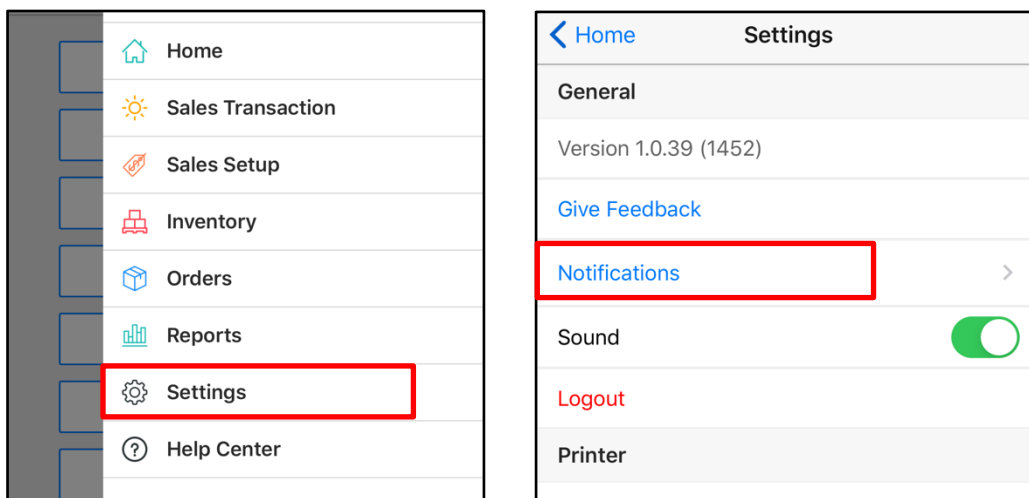 Home
Sales Transaction
Sales Setup
Inventory
Orders
Reports
Settings
Help Center
Home Settings
General
Version 1.0.39 (1452)
Give Feedback
Notifications
Sound
Logout
Printer